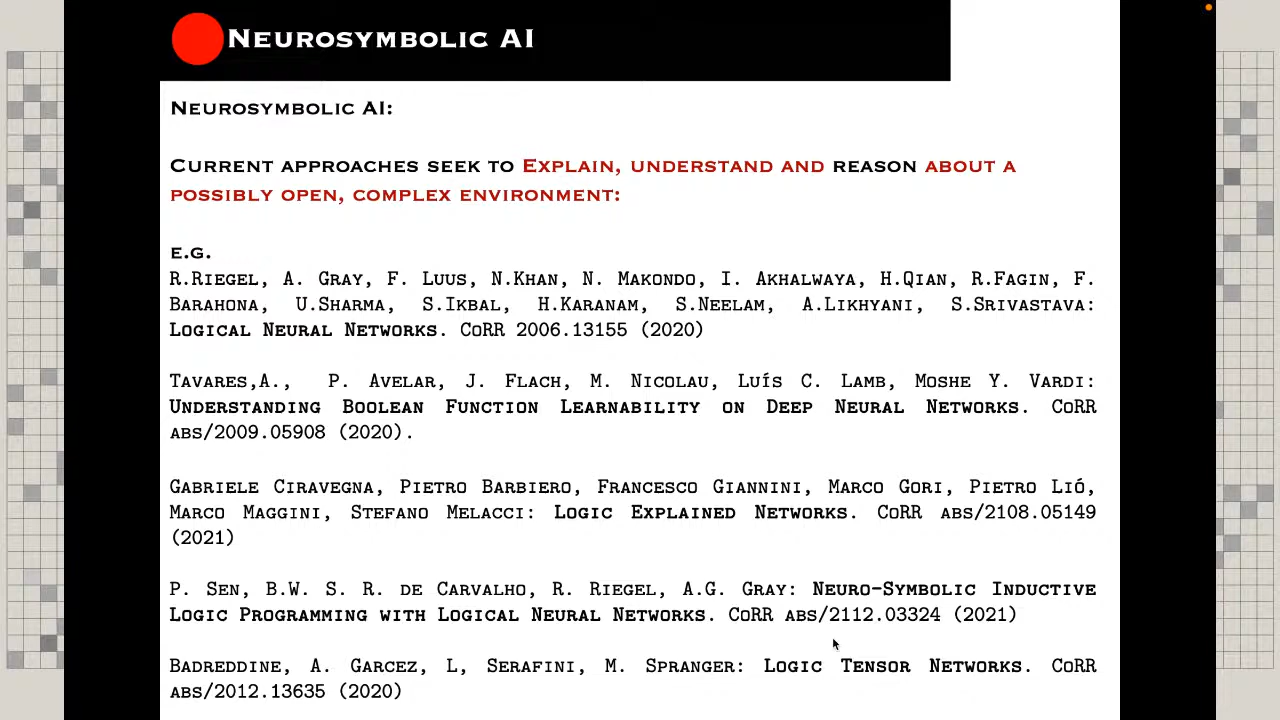 NEUROSYMBOLIC AI
NEUROSYMBOLIC AI:
CURRENT APPROACHES SEEK TO EXPLAIN, UNDERSTAND AND REASON ABOUT A
POSSIBLY OPEN, COMPLEX ENVIRONMENT:
E.G.
R.RIEGEL, A. GRAY, F. LUUS, N.KHAN, N. MAKONDO, I. AKHALWAYA, H.QIAN, R.FAGIN, F.
BARAHONA, U.SHARMA, S.IKBAL, H.KARANAM, S.NEELAM, A.LIKHYANI, S.SRIVASTAVA:
LOGICAL NEURAL NETWORKS. CORR 2006.13155 (2020)
TAVARES,A., P. AVELAR, J. FLACH, M. NICOLAU, LUÍS C. LAMB, MOSHE Y. VARDI:
UNDERSTANDING BOOLEAN FUNCTION LEARNABILITY ON DEEP NEURAL NETWORKS. CORR
ABS/2009.05908 (2020).
GABRIELE CIRAVEGNA, PIETRO BARBIERO, FRANCESCO GIANNINI, MARCO GORI, PIETRO LIÓ,
MARCO MAGGINI, STEFANO MELACCI: LOGIC EXPLAINED NETWORKS. CORR ABS/2108.05149
(2021)
P. SEN, B.W. S. R. DE CARVALHO, R. RIEGEL, A.G. GRAY: NEURO-SYMBOLIC INDUCTIVE
LOGIC PROGRAMMING WITH LOGICAL NEURAL NETWORKS. CORR ABS/2112.03324 (2021)
BADREDDINE, A. GARCEZ, L, SERAFINI, M. SPRANGER: LOGIC TENSOR NETWORKS. CORR
ABS/2012.13635 (2020)